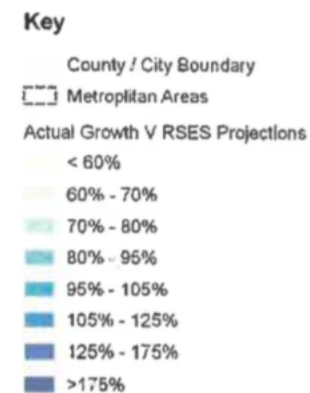 Key
County / City Boundary
Metroplitan Areas
Actual Growth V RSES Projections
< 60%
60% - 70%
70% - 80%
80% - 95%
95% - 105%
105% - 125%
125% - 175%
>175%